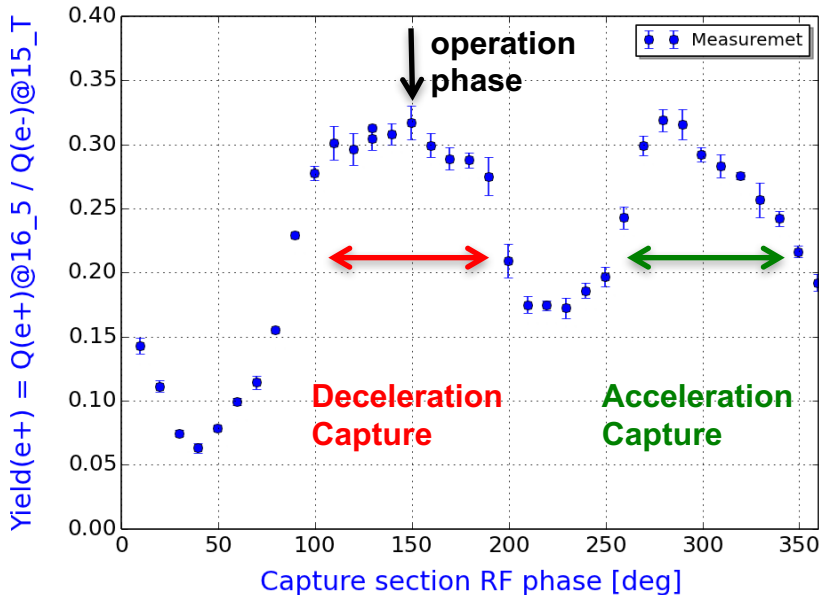 Yield(e+) = Q(e+)@16_5 / Q(e-)@15_T
0.40
0.35
0.30
0.25
0.20
0.15
0.10
0.05
0.00
operation
phase
Measuremet
Deceleration
Capture
Acceleration
Capture
0 50 100 150 200 250 300 350
Capture section RF phase [deg]